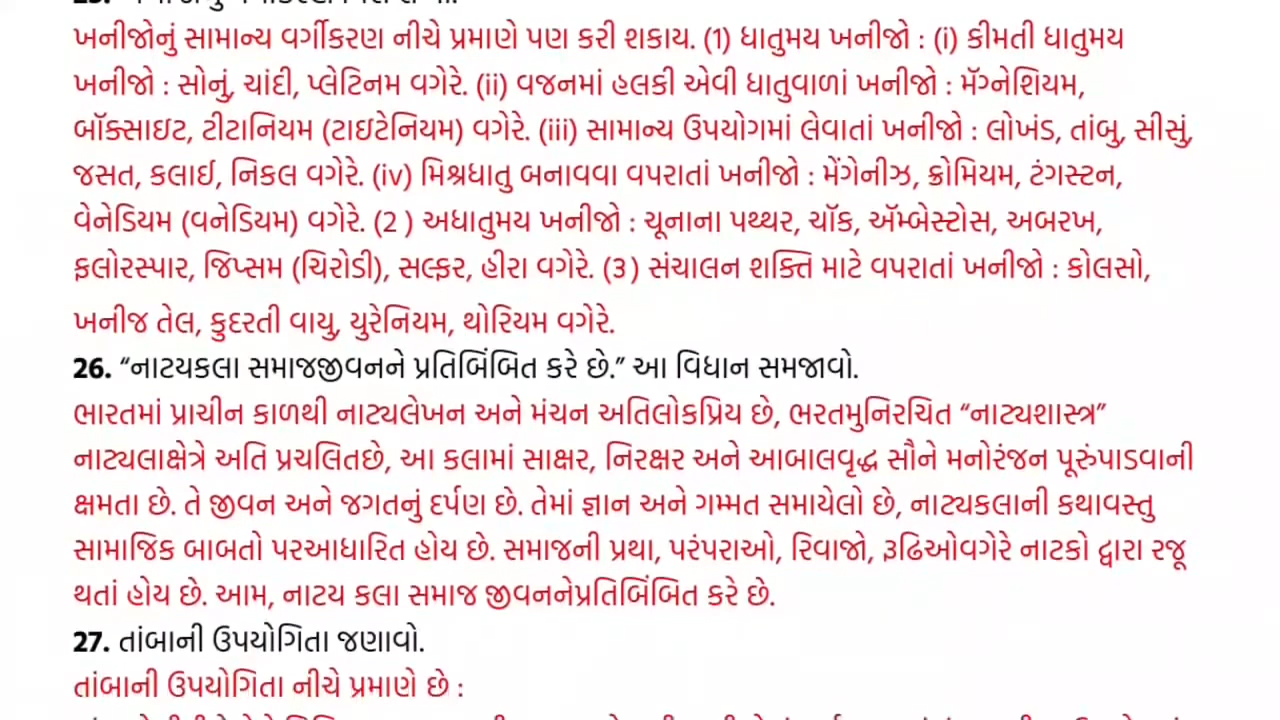 ખનીજોનું સામાન્ય વર્ગીકરણ નીચે પ્રમાણે પણ કરી શકાય. (1) ધાતુમય ખનીજો : (i) કીમતી ધાતુમય
ખનીજો : સોનું, ચાંદી, પ્લેટિનમ વગેરે. (ii) વજનમાં હલકી એવી ધાતુવાળાં ખનીજો : મૅગ્નેશિયમ,
બૉક્સાઇટ, ટીટાનિયમ (ટાઇટેનિયમ) વગેરે. (iii) સામાન્ય ઉપયોગમાં લેવાતાં ખનીજો : લોખંડ, તાંબુ, સીસું,
જસત, કલાઈ, નિકલ વગેરે. (iv) મિશ્રધાતુ બનાવવા વપરાતાં ખનીજો : મેંગેનીઝ, ક્રોમિયમ, ટંગસ્ટન,
વેનેડિયમ (વનેડિયમ) વગેરે. (2 ) અધાતુમય ખનીજો : ચૂનાના પથ્થર, ચૉક, ઍમ્બેસ્ટોસ, અબરખ,
ફ્લોરસ્પાર, જિપ્સમ (ચિરોડી), સલ્ફર, હીરા વગેરે. (૩) સંચાલન શક્તિ માટે વપરાતાં ખનીજો : કોલસો,
ખનીજ તેલ, કુદરતી વાયુ, યુરેનિયમ, થોરિયમ વગેરે.
26. “નાટયકલા સમાજજીવનને પ્રતિબિંબિત કરે છે.” આ વિધાન સમજાવો.
ભારતમાં પ્રાચીન કાળથી નાટ્યલેખન અને મંચન અતિલોકપ્રિય છે, ભરતમુનિરચિત “નાટ્યશાસ્ત્ર”
નાટ્યલાક્ષેત્રે અતિ પ્રચલિતછે, આ કલામાં સાક્ષર, નિરક્ષર અને આબાલવૃદ્ધ સૌને મનોરંજન પૂરુંપાડવાની
ક્ષમતા છે. તે જીવન અને જગતનું દર્પણ છે. તેમાં જ્ઞાન અને ગમ્મત સમાયેલો છે, નાટ્યકલાની કથાવસ્તુ
સામાજિક બાબતો પરઆધારિત હોય છે. સમાજની પ્રથા, પરંપરાઓ, રિવાજો, રૂઢિઓવગેરે નાટકો દ્વારા રજૂ
થતાં હોય છે. આમ, નાટય કલા સમાજ જીવનનેપ્રતિબિંબિત કરે છે.
27. તાંબાની ઉપયોગિતા જણાવો.
તાંબાની ઉપયોગિતા નીચે પ્રમાણે છે :